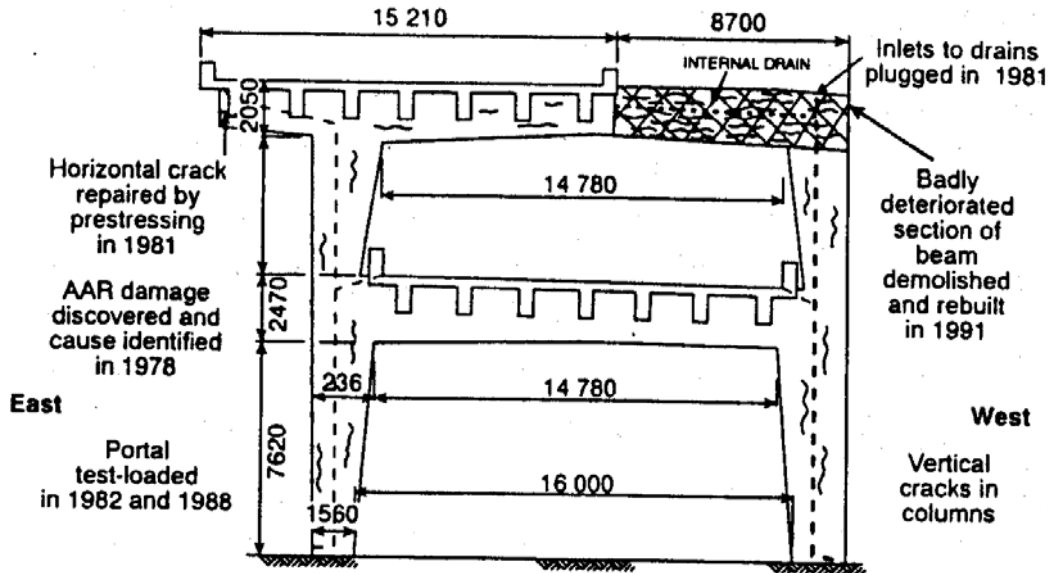 15 210
8700
INTERNAL DRAIN
Inlets to drains
plugged in 1981
2050
Horizontal crack
repaired by
prestressing
in 1981
14 780
Badly
deteriorated
section of
beam
demolished
and rebuilt
in 1991
AAR damage
discovered and
cause identified
in 1978
2470
236
14 780
East
West
7620
Portal
test-loaded
in 1982 and 1988
16 000
Vertical
cracks in
columns
1560